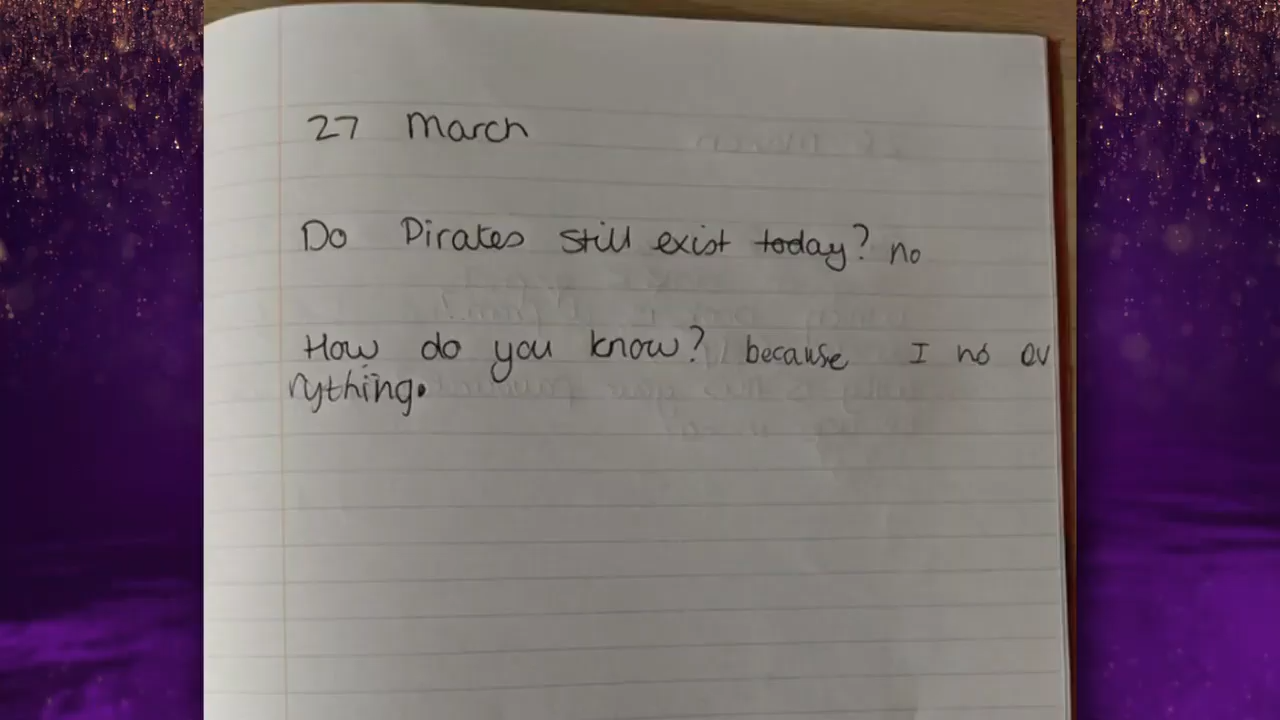 27 March
Do Pirates still exist today? no
How do you know? because I no ev
rything.